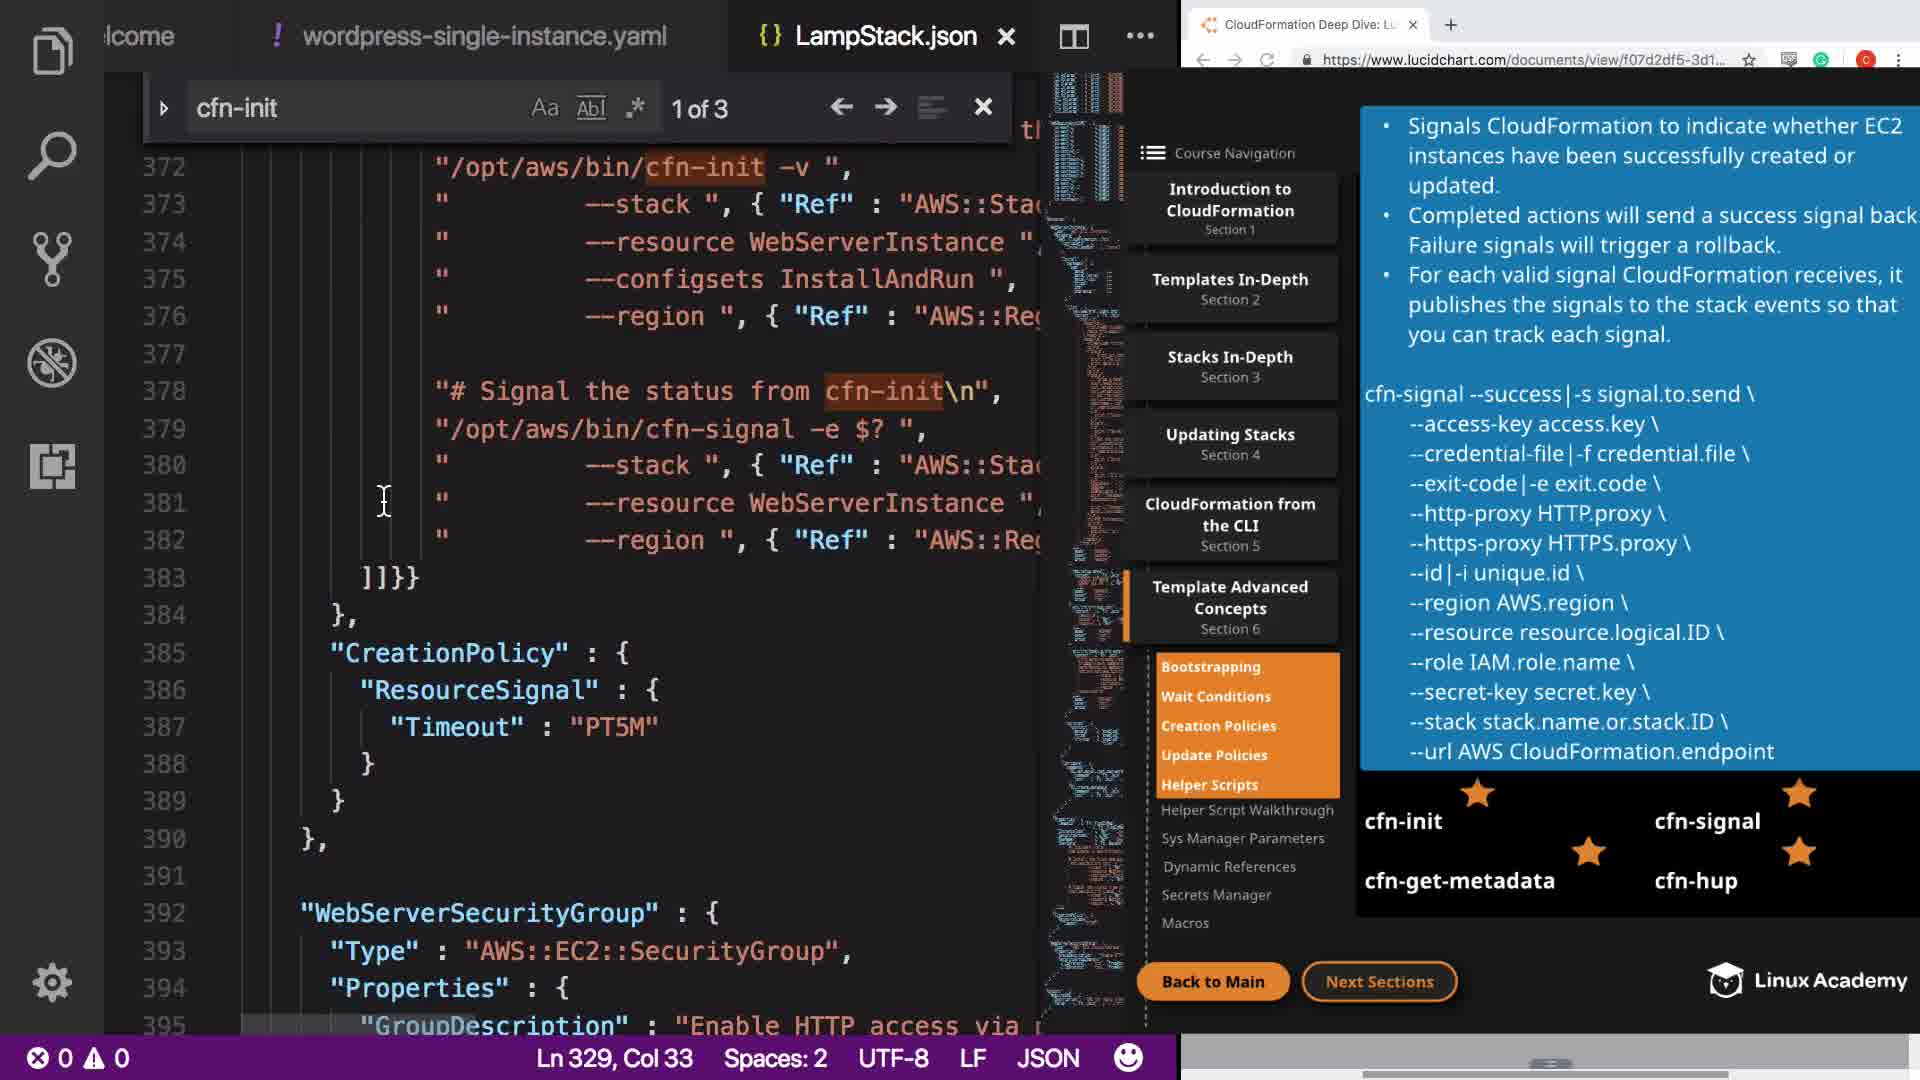 lcome
! wordpress-single-instance.yaml
{} LampStack.json
cfn-init
Aa Abl .* 1 of 3
372 "/opt/aws/bin/cfn-init -v ",
373 " --stack ", { "Ref" : "AWS::Stac
374 " --resource WebServerInstance ",
375 " --configsets InstallAndRun ",
376 " --region ", { "Ref" : "AWS::Reg
377
378 "# Signal the status from cfn-init\n",
379 "/opt/aws/bin/cfn-signal -e $? ",
380 " --stack ", { "Ref" : "AWS::Stac
381 " --resource WebServerInstance ",
382 " --region ", { "Ref" : "AWS::Reg
383 ]]}}
384 },
385 "CreationPolicy" : {
386 "ResourceSignal" : {
387 "Timeout" : "PT5M"
388 }
389 }
390 },
391
392 "WebServerSecurityGroup" : {
393 "Type" : "AWS::EC2::SecurityGroup",
394 "Properties" : {
395 "GroupDescription" : "Enable HTTP access via
0 0
Ln 329, Col 33 Spaces: 2 UTF-8 LF JSON
CloudFormation Deep Dive: Lu
https://www.lucidchart.com/documents/view/f07d2df5-3d1...
C
Course Navigation
Introduction to
CloudFormation
Section 1
Templates In-Depth
Section 2
Stacks In-Depth
Section 3
Updating Stacks
Section 4
CloudFormation from
the CLI
Section 5
Template Advanced
Concepts
Section 6
Bootstrapping
Wait Conditions
Creation Policies
Update Policies
Helper Scripts
Helper Script Walkthrough
Sys Manager Parameters
Dynamic References
Secrets Manager
Macros
Back to Main
Next Sections
• Signals CloudFormation to indicate whether EC2
instances have been successfully created or
updated.
• Completed actions will send a success signal back
Failure signals will trigger a rollback.
• For each valid signal CloudFormation receives, it
publishes the signals to the stack events so that
you can track each signal.
cfn-signal --success|-s signal.to.send \
--access-key access.key \
--credential-file|-f credential.file \
--exit-code|-e exit.code \
--http-proxy HTTP.proxy \
--https-proxy HTTPS.proxy \
--id|-i unique.id \
--region AWS.region \
--resource resource.logical.ID \
--role IAM.role.name \
--secret-key secret.key \
--stack stack.name.or.stack.ID \
--url AWS CloudFormation.endpoint
cfn-init
cfn-signal
cfn-get-metadata
cfn-hup
Linux Academy